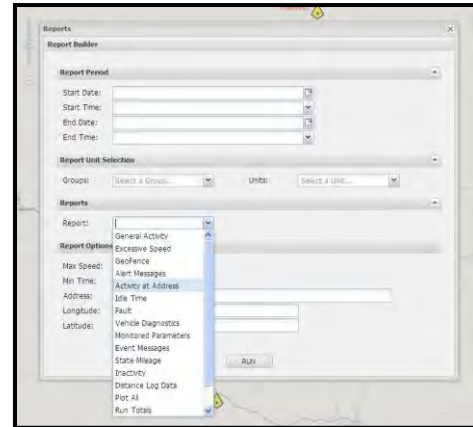 Reports
Report Builder
Report Period
Start Date:
Start Time:
End Date:
End Time:
Report Unit Selection
Groups: Select a Group... Units: Select a Unit...
Reports
Report:
General Activity
Excessive Speed
GeoFence
Alert Messages
Activity at Address
Idle Time
Fault
Vehicle Diagnostics
Monitored Parameters
Event Messages
State Mileage
Inactivity
Distance Log Data
Plot All
Run Totals
Report Options
Max Speed:
Min Time:
Address:
Longitude:
Latitude:
RUN